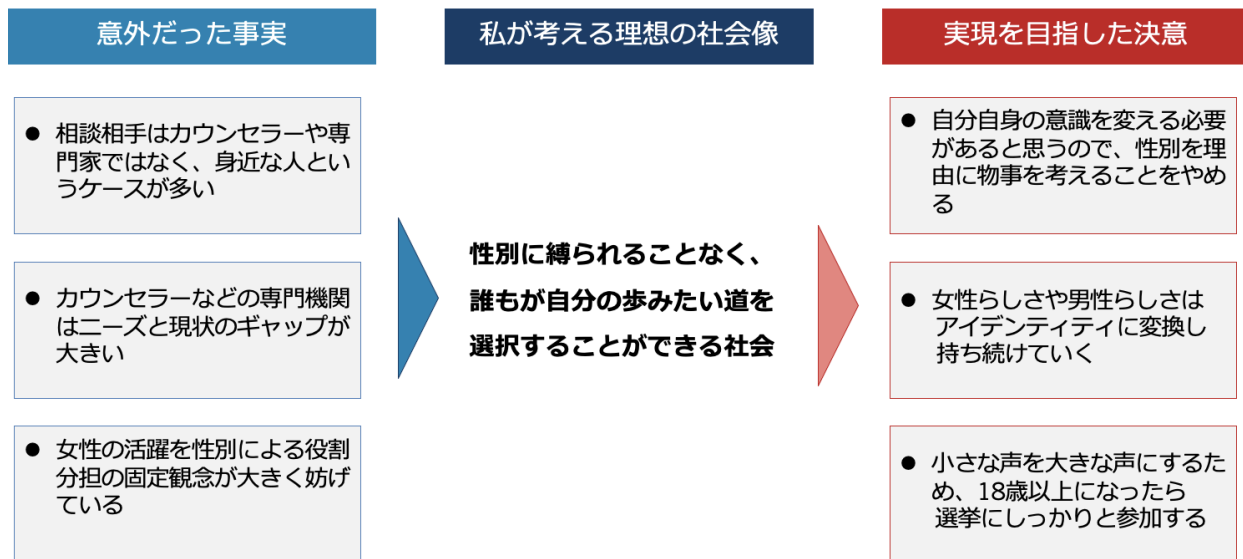 意外だった事実
私が考える理想の社会像
実現を目指した決意
● 相談相手はカウンセラーや専
門家ではなく、身近な人とい
うケースが多い
● カウンセラーなどの専門機関
はニーズと現状のギャップが
大きい
● 女性の活躍を性別による役割
分担の固定観念が大きく妨げ
ている
性別に縛られることなく、
誰もが自分の歩みたい道を
選択することができる社会
● 自分自身の意識を変える必要
があると思うので、性別を理
由に物事を考えることをやめ
る
● 女性らしさや男性らしさは
アイデンティティに変換し
持ち続けていく
● 小さな声を大きな声にするた
め、18歳以上になったら
選挙にしっかりと参加する